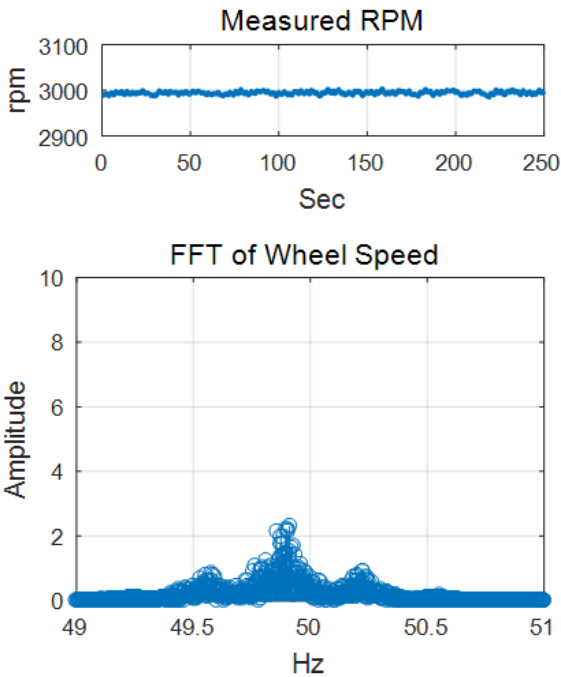 Measured RPM
3100
3000
2900
rpm
0 50 100 150 200 250
Sec
FFT of Wheel Speed
10
8
6
4
2
0
Amplitude
49 49.5 50 50.5 51
Hz